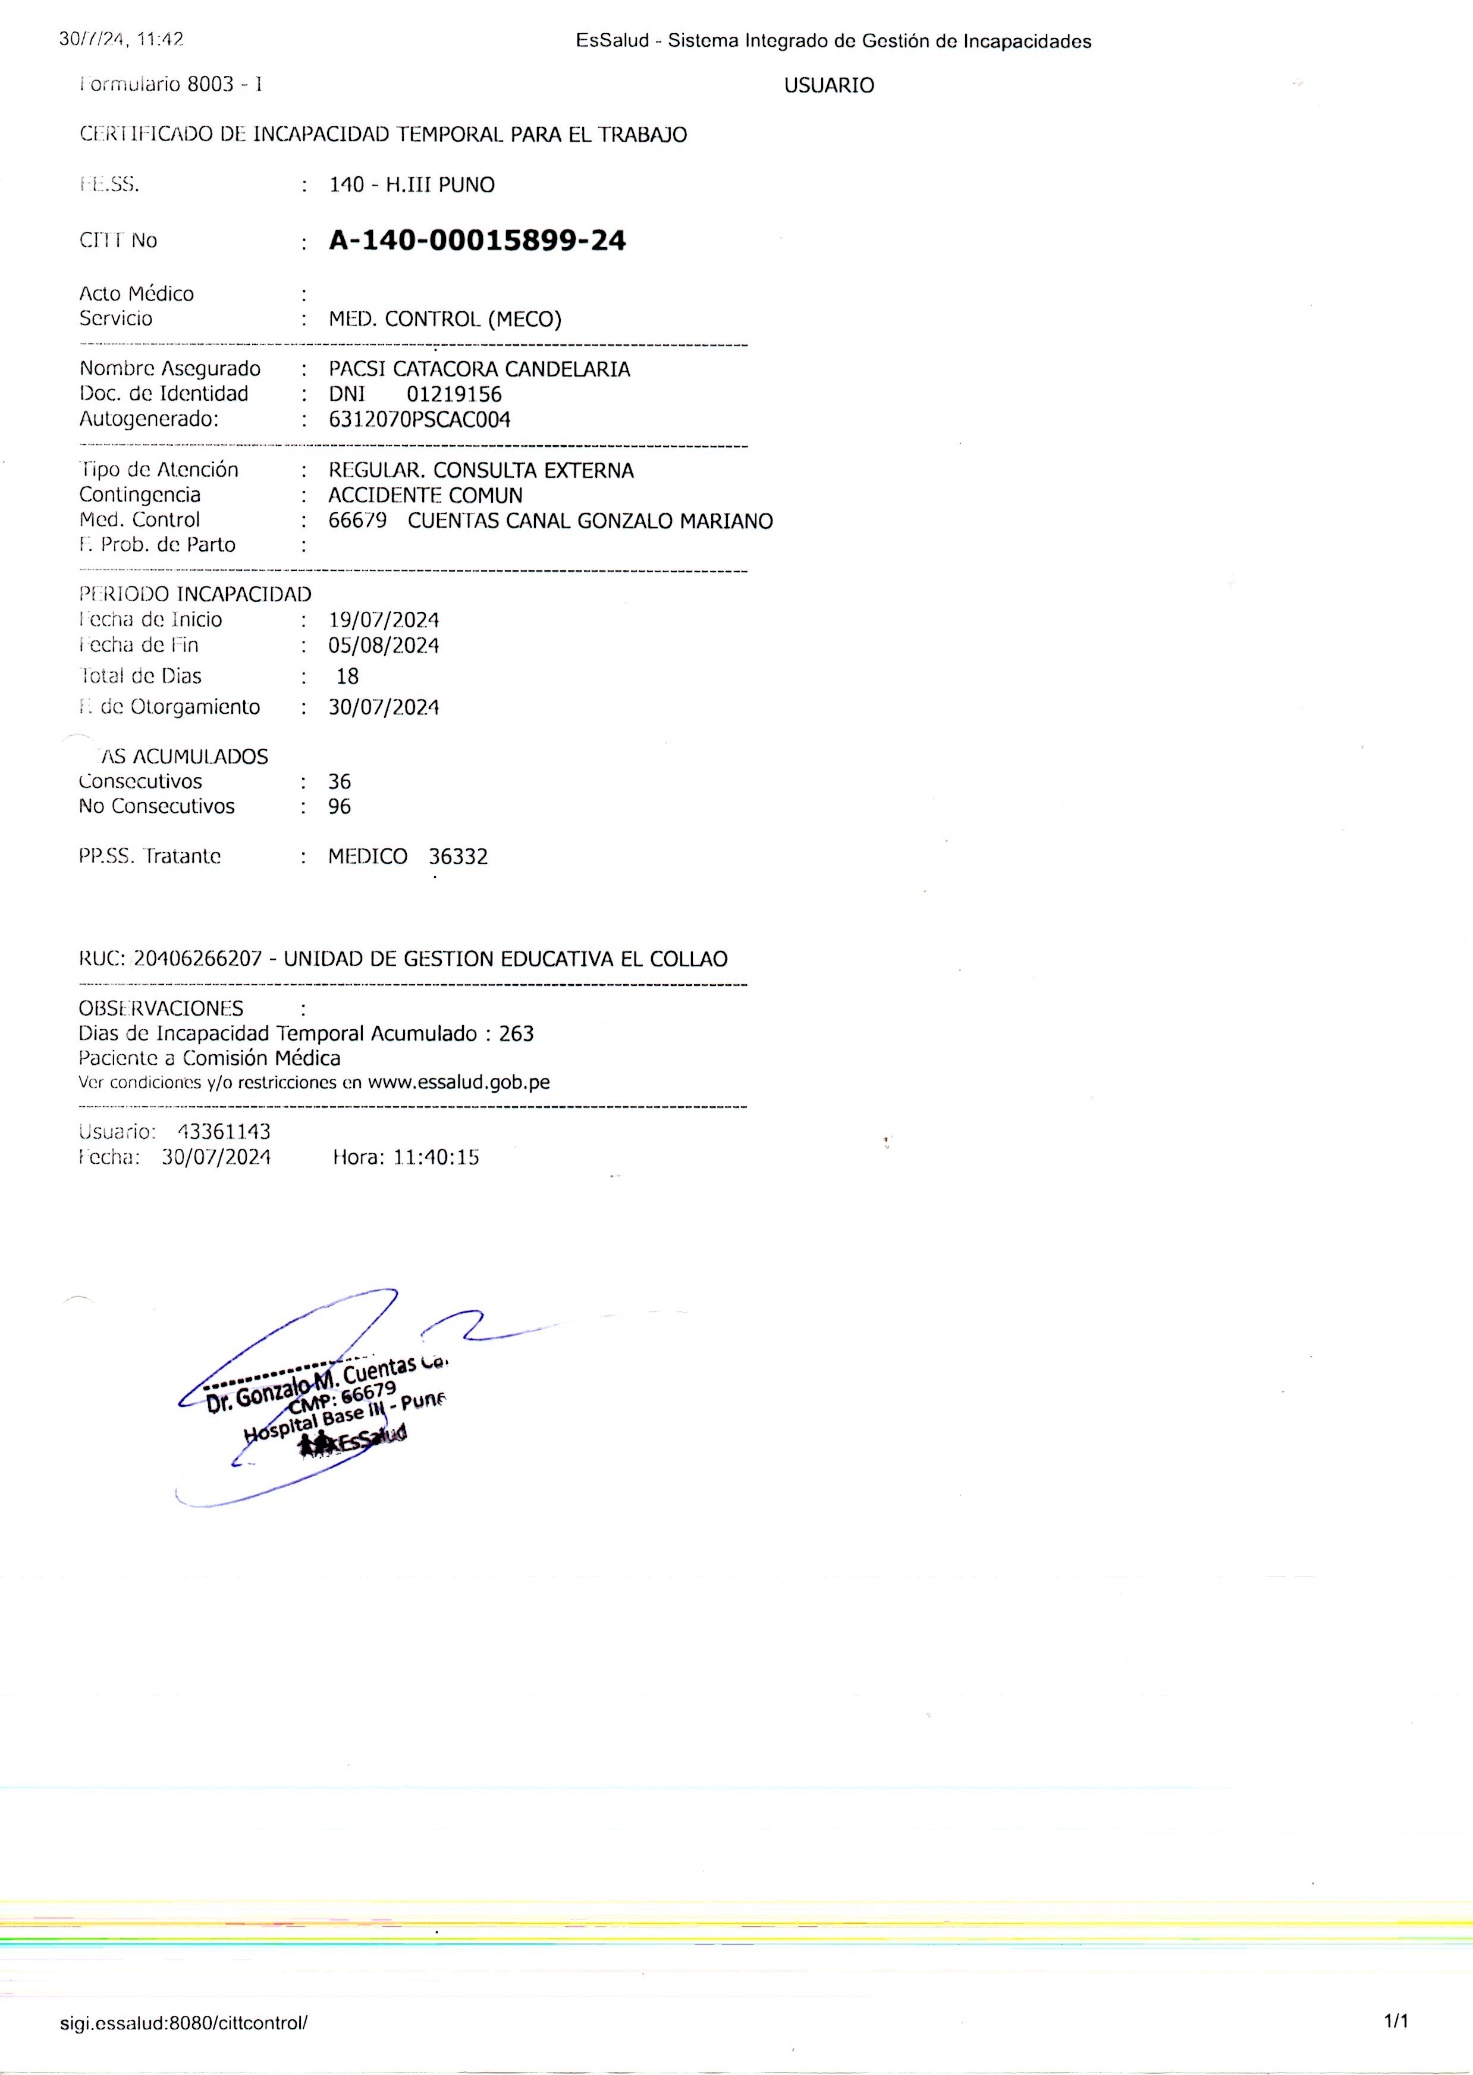 30/7/24, 11:42 EsSalud - Sistema Integrado de Gestión de Incapacidades
Formulario 8003 - I USUARIO
CERTIFICADO DE INCAPACIDAD TEMPORAL PARA EL TRABAJO
EE.SS. : 140 - H.III PUNO
CITT No : A-140-00015899-24
Acto Médico :
Servicio : MED. CONTROL (MECO)
Nombre Asegurado : PACSI CATACORA CANDELARIA
Doc. de Identidad : DNI 01219156
Autogenerado: : 6312070PSCAC004
Tipo de Atención : REGULAR. CONSULTA EXTERNA
Contingencia : ACCIDENTE COMUN
Med. Control : 66679 CUENTAS CANAL GONZALO MARIANO
F. Prob. de Parto :
PERIODO INCAPACIDAD
Fecha de Inicio : 19/07/2024
Fecha de Fin : 05/08/2024
Total de Dias : 18
F. de Otorgamiento : 30/07/2024
AS ACUMULADOS
Consecutivos : 36
No Consecutivos : 96
PP.SS. Tratante : MEDICO 36332
RUC: 20406266207 - UNIDAD DE GESTION EDUCATIVA EL COLLAO
OBSERVACIONES :
Dias de Incapacidad Temporal Acumulado : 263
Paciente a Comisión Médica
Ver condiciones y/o restricciones en www.essalud.gob.pe
Usuario: 43361143
Fecha: 30/07/2024 Hora: 11:40:15
Dr. Gonzalo M. Cuentas Ca.
CMP: 66679
Hospital Base III - Puno
EsSalud
sigi.essalud:8080/cittcontrol/ 1/1